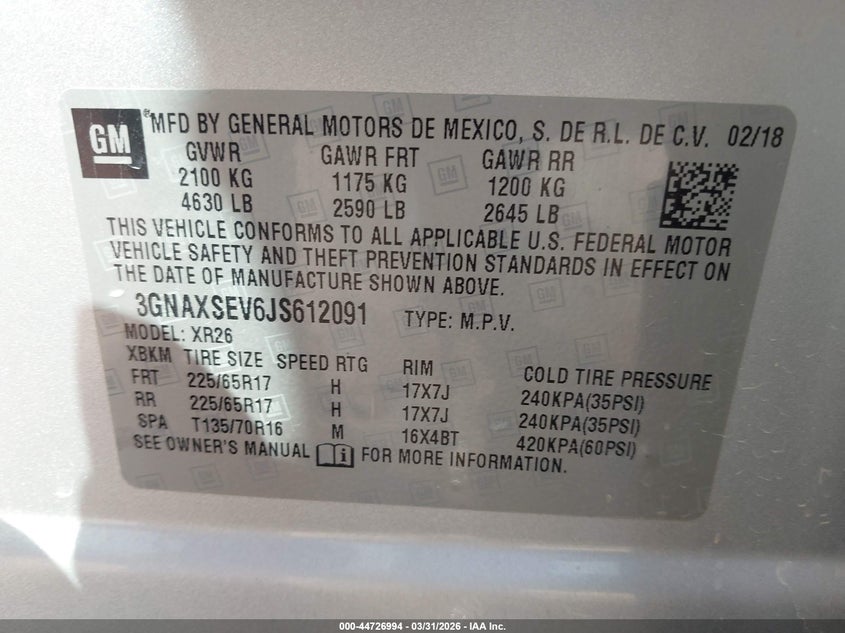 GM ® MFD BY GENERAL MOTORS DE MEXICO, S. DE R.L. DE C.V. 02/18
GVWR GAWR FRT GAWR RR
2100 KG 1175 KG 1200 KG
4630 LB 2590 LB 2645 LB
THIS VEHICLE CONFORMS TO ALL APPLICABLE U.S. FEDERAL MOTOR
VEHICLE SAFETY AND THEFT PREVENTION STANDARDS IN EFFECT ON
THE DATE OF MANUFACTURE SHOWN ABOVE.
3GNAXSEV6JS612091 TYPE: M.P.V.
MODEL: XR26
XBKM TIRE SIZE SPEED RTG RIM COLD TIRE PRESSURE
FRT 225/65R17 H 17X7J 240KPA(35PSI)
RR 225/65R17 H 17X7J 240KPA(35PSI)
SPA T135/70R16 M 16X4BT 420KPA(60PSI)
SEE OWNER'S MANUAL i FOR MORE INFORMATION.
000-44726994 — 03/31/2026 — IAA Inc.